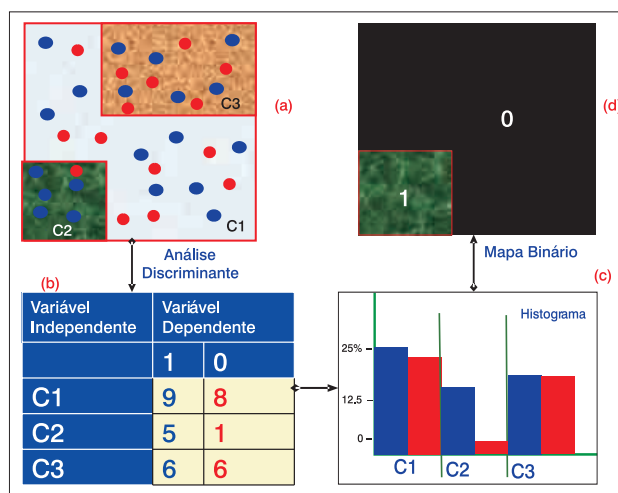 C3
(a)
C2
C1
(d)
0
1
Análise
Discriminante
Mapa Binário
(b)
(c)
Variável
Independente
Variável
Dependente
1 0
C1 9 8
C2 5 1
C3 6 6
Histograma
25%
12,5
0
C1 C2 C3